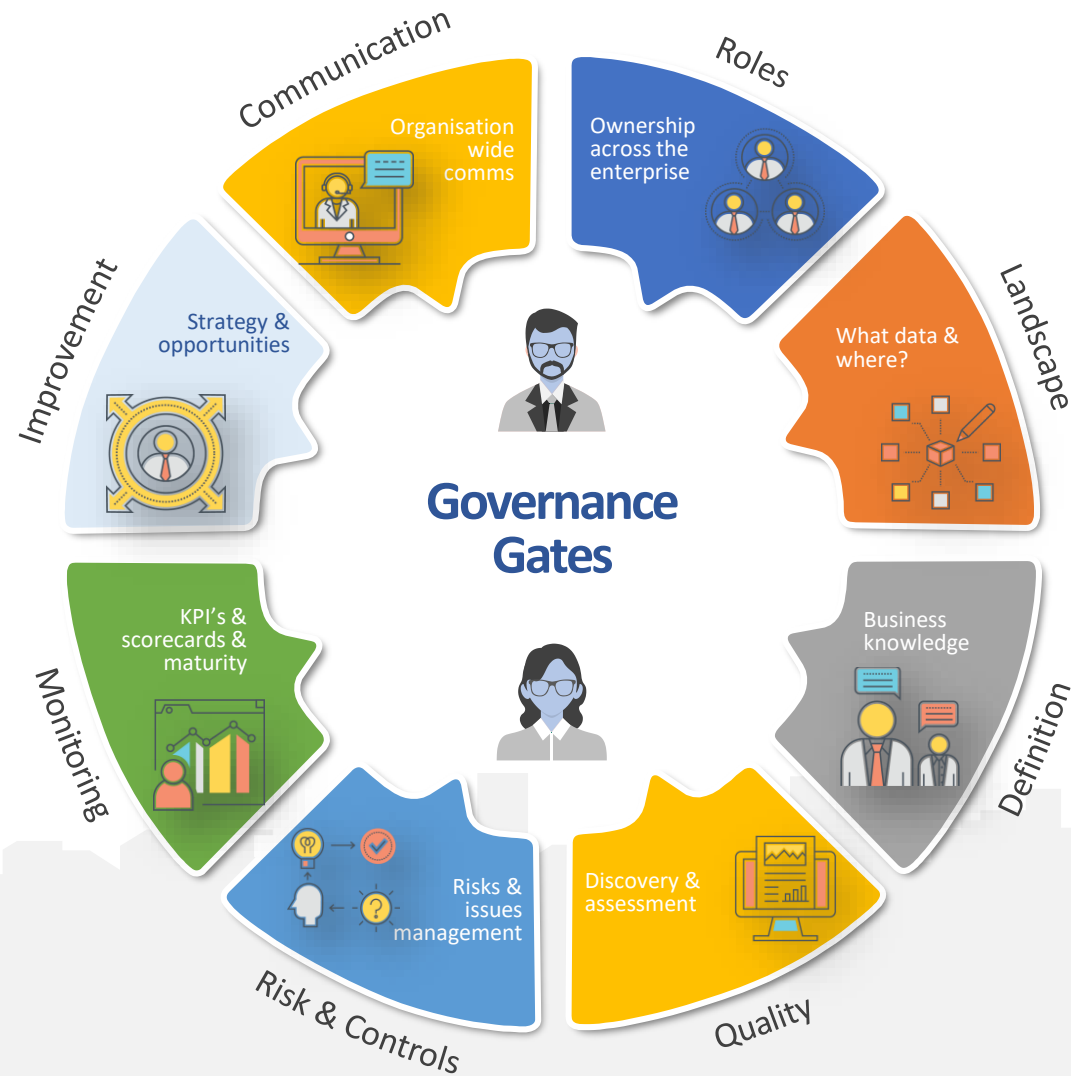 Communication
Organisation
wide
comms
Roles
Ownership
across the
enterprise
Landscape
What data &
where?
Definition
Business
knowledge
Quality
Discovery &
assessment
Risk & Controls
Risks &
issues
management
Monitoring
KPI's &
scorecards &
maturity
Improvement
Strategy &
opportunities
Governance
Gates